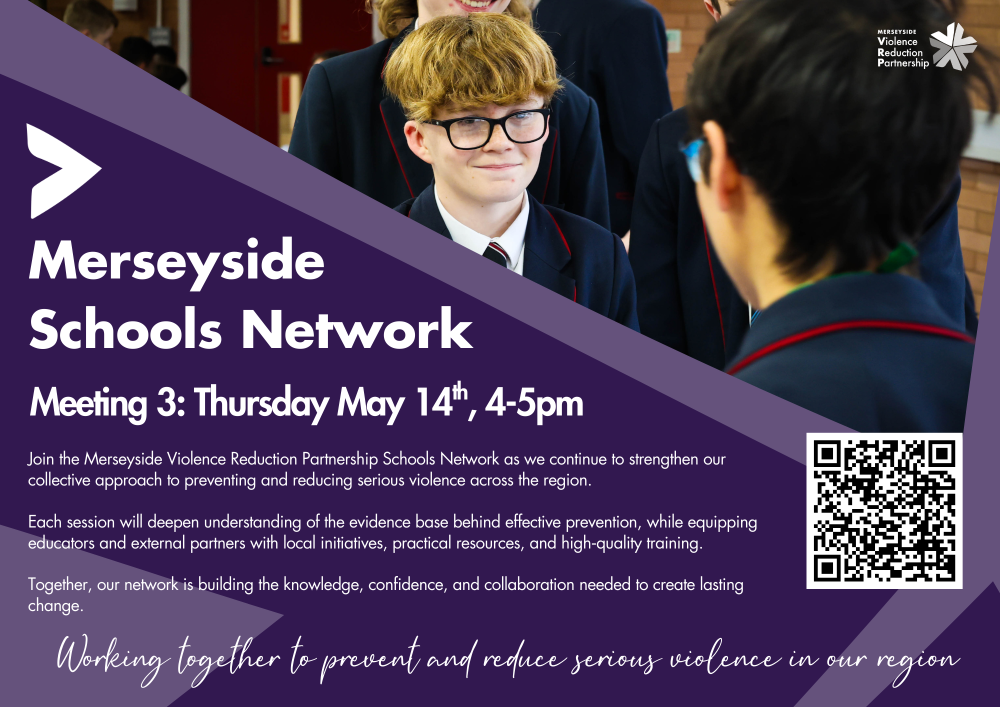 MERSEYSIDE
Violence
Reduction
Partnership
Merseyside
Schools Network
Meeting 3: Thursday May 14th, 4-5pm
Join the Merseyside Violence Reduction Partnership Schools Network as we continue to strengthen our
collective approach to preventing and reducing serious violence across the region.
Each session will deepen understanding of the evidence base behind effective prevention, while equipping
educators and external partners with local initiatives, practical resources, and high-quality training.
Together, our network is building the knowledge, confidence, and collaboration needed to create lasting
change.
Working together to prevent and reduce serious violence in our region